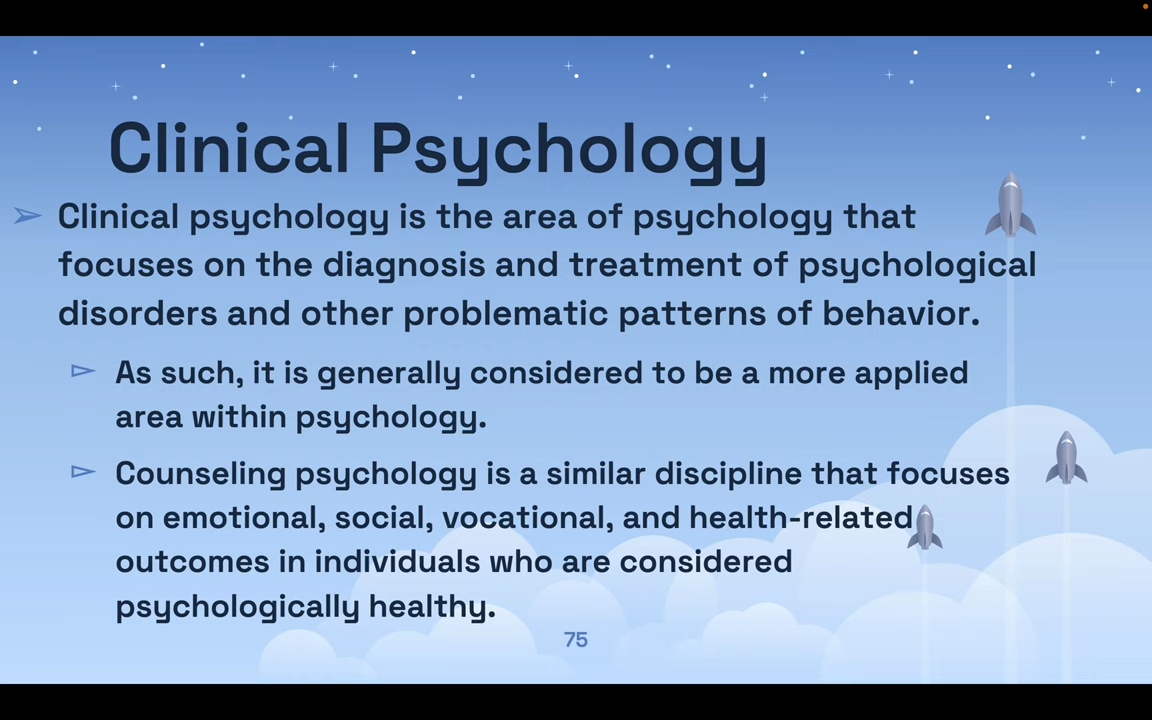 Clinical Psychology
Clinical psychology is the area of psychology that
focuses on the diagnosis and treatment of psychological
disorders and other problematic patterns of behavior.
As such, it is generally considered to be a more applied
area within psychology.
Counseling psychology is a similar discipline that focuses
on emotional, social, vocational, and health-related
outcomes in individuals who are considered
psychologically healthy.
75